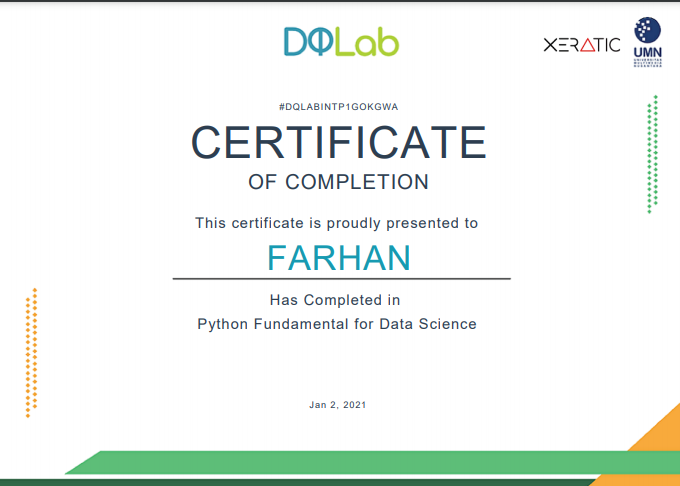 DQLab
XERATIC
UMN
UNIVERSITAS
MULTIMEDIA
NUSANTARA
#DQLABINTP1GOKGWA
CERTIFICATE
OF COMPLETION
This certificate is proudly presented to
FARHAN
Has Completed in
Python Fundamental for Data Science
Jan 2, 2021